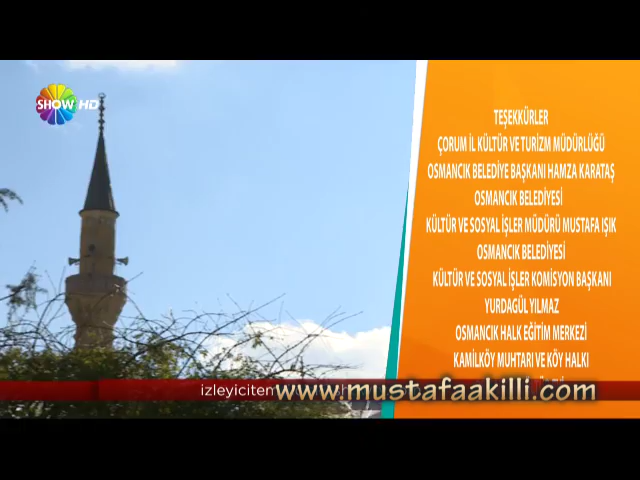 SHOW HD
TEŞEKKÜRLER
ÇORUM İL KÜLTÜR VE TURİZM MÜDÜRLÜĞÜ
OSMANCIK BELEDİYE BAŞKANI HAMZA KARATAŞ
OSMANCIK BELEDİYESİ
KÜLTÜR VE SOSYAL İŞLER MÜDÜRÜ MUSTAFA IŞIK
OSMANCIK BELEDİYESİ
KÜLTÜR VE SOSYAL İŞLER KOMİSYON BAŞKANI
YURDAGÜL YILMAZ
OSMANCIK HALK EĞİTİM MERKEZİ
KAMİLKÖY MUHTARI VE KÖY HALKI
www.mustafaakilli.com